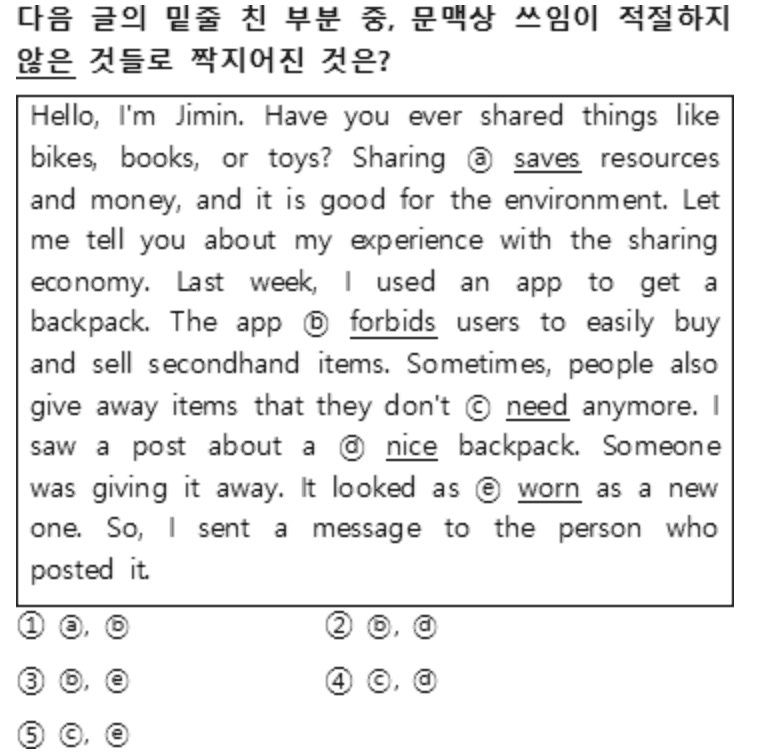 다음 글의 밑줄 친 부분 중, 문맥상 쓰임이 적절하지
않은 것들로 짝지어진 것은?
Hello, I'm Jimin. Have you ever shared things like
bikes, books, or toys? Sharing ⓐ saves resources
and money, and it is good for the environment. Let
me tell you about my experience with the sharing
economy. Last week, I used an app to get a
backpack. The app ⓑ forbids users to easily buy
and sell secondhand items. Sometimes, people also
give away items that they don't ⓒ need anymore. I
saw a post about a ⓓ nice backpack. Someone
was giving it away. It looked as ⓔ worn as a new
one. So, I sent a message to the person who
posted it.
① ⓐ, ⓑ
② ⓑ, ⓓ
③ ⓑ, ⓔ
④ ⓒ, ⓓ
⑤ ⓒ, ⓔ